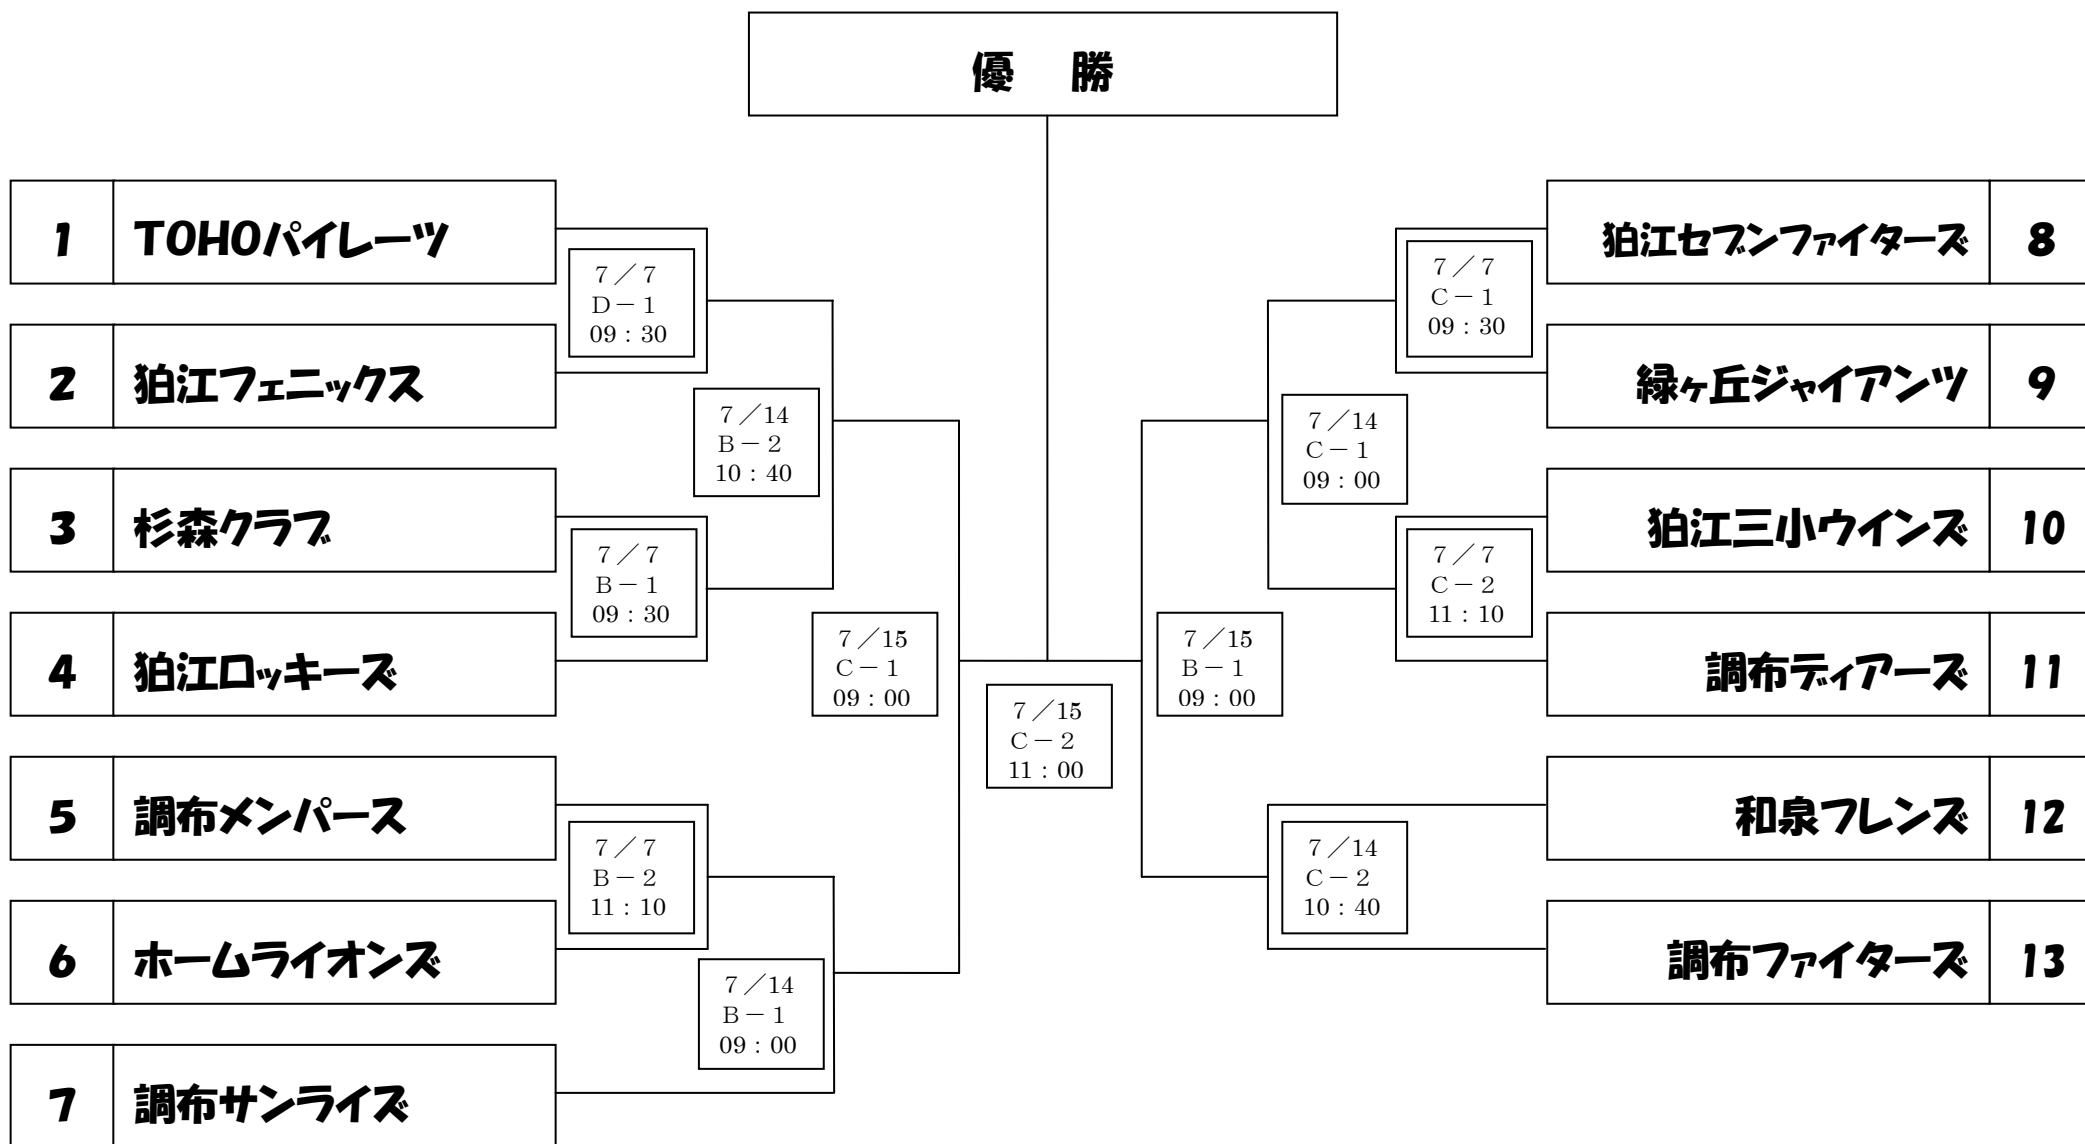 優 勝
1 TOHOパイレーツ
7／7
D－1
09：30
2 狛江フェニックス
7／14
B－2
10：40
3 杉森クラブ
7／7
B－1
09：30
4 狛江ロッキーズ
7／15
C－1
09：00
5 調布メンパース
7／7
B－2
11：10
6 ホームライオンズ
7／14
B－1
09：00
7 調布サンライズ
7／15
C－2
11：00
狛江セブンファイターズ 8
7／7
C－1
09：30
緑ヶ丘ジャイアンツ 9
7／14
C－1
09：00
狛江三小ウインズ 10
7／7
C－2
11：10
調布ディアーズ 11
7／15
B－1
09：00
和泉フレンズ 12
7／14
C－2
10：40
調布ファイターズ 13